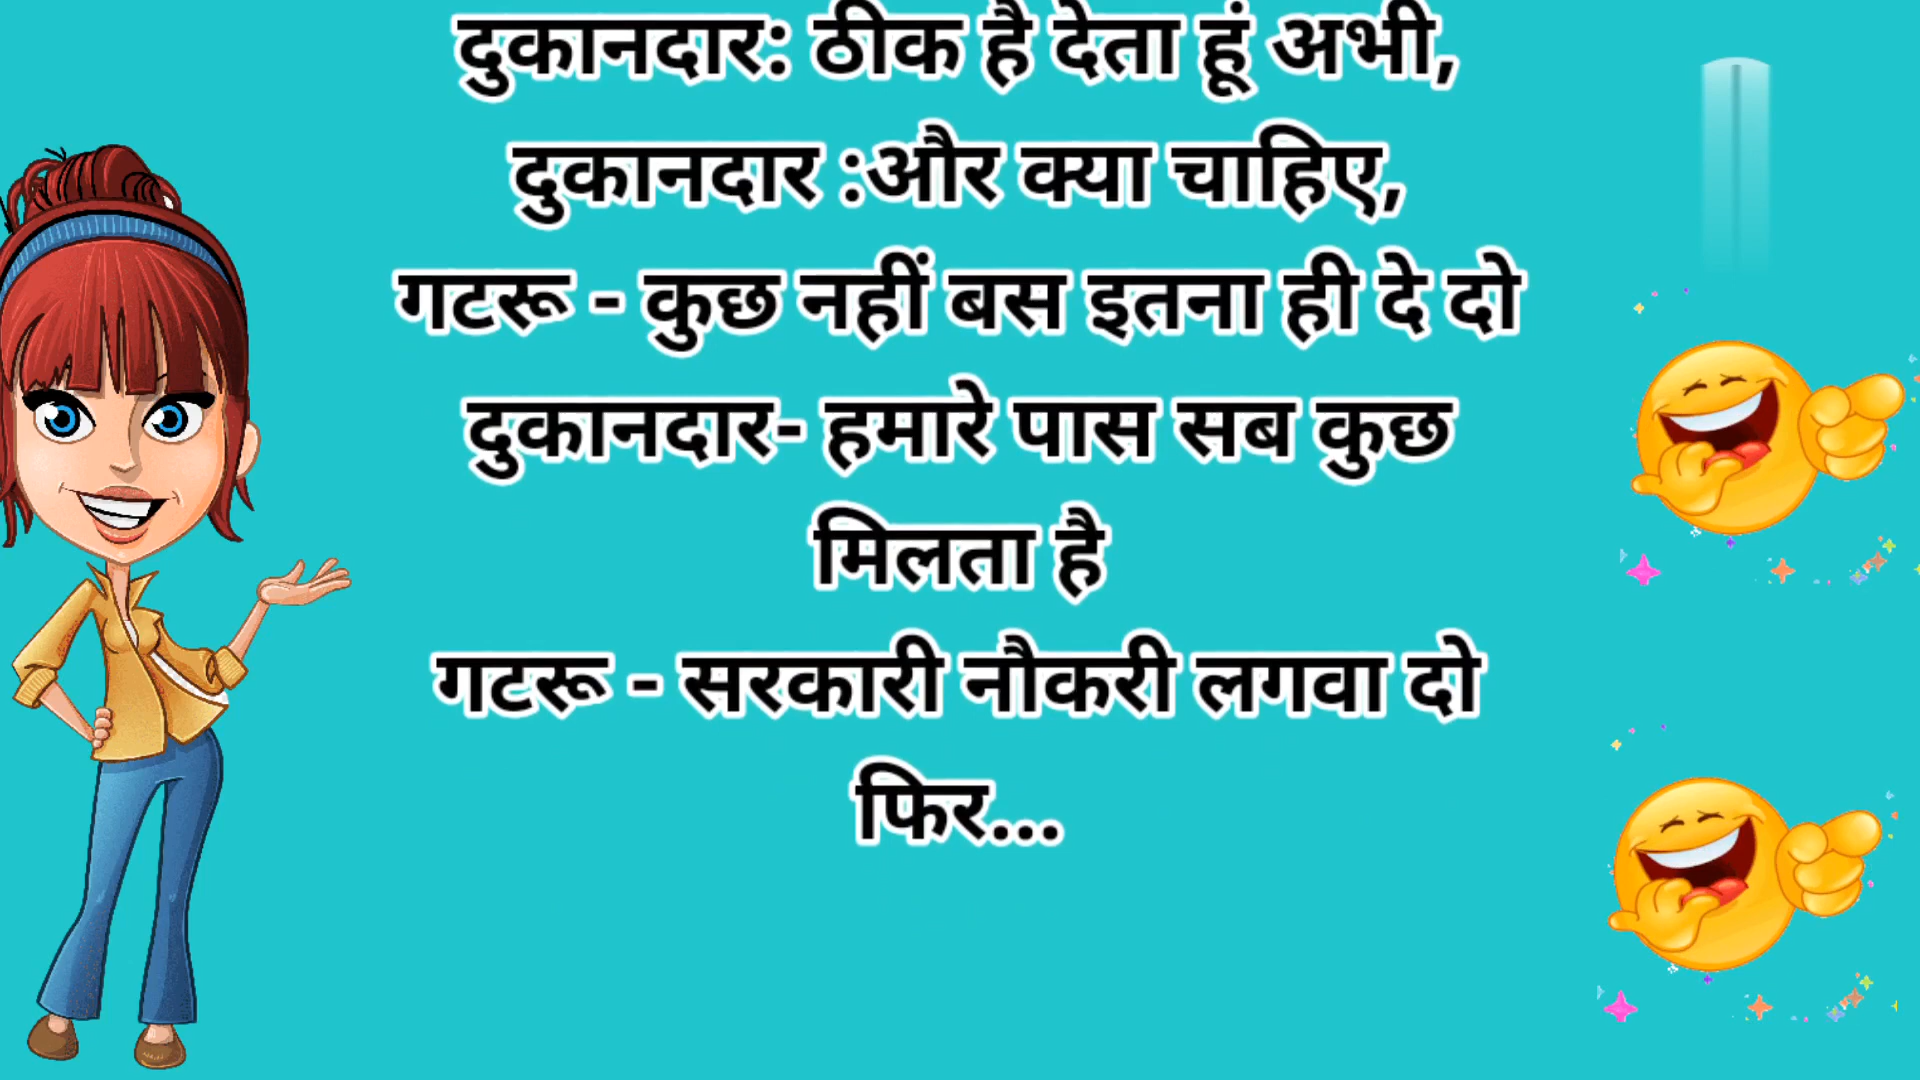 दुकानदार: ठीक है देता हूं अभी,
दुकानदार :और क्या चाहिए,
गटरू - कुछ नहीं बस इतना ही दे दो
दुकानदार- हमारे पास सब कुछ
मिलता है
गटरू - सरकारी नौकरी लगवा दो
फिर...